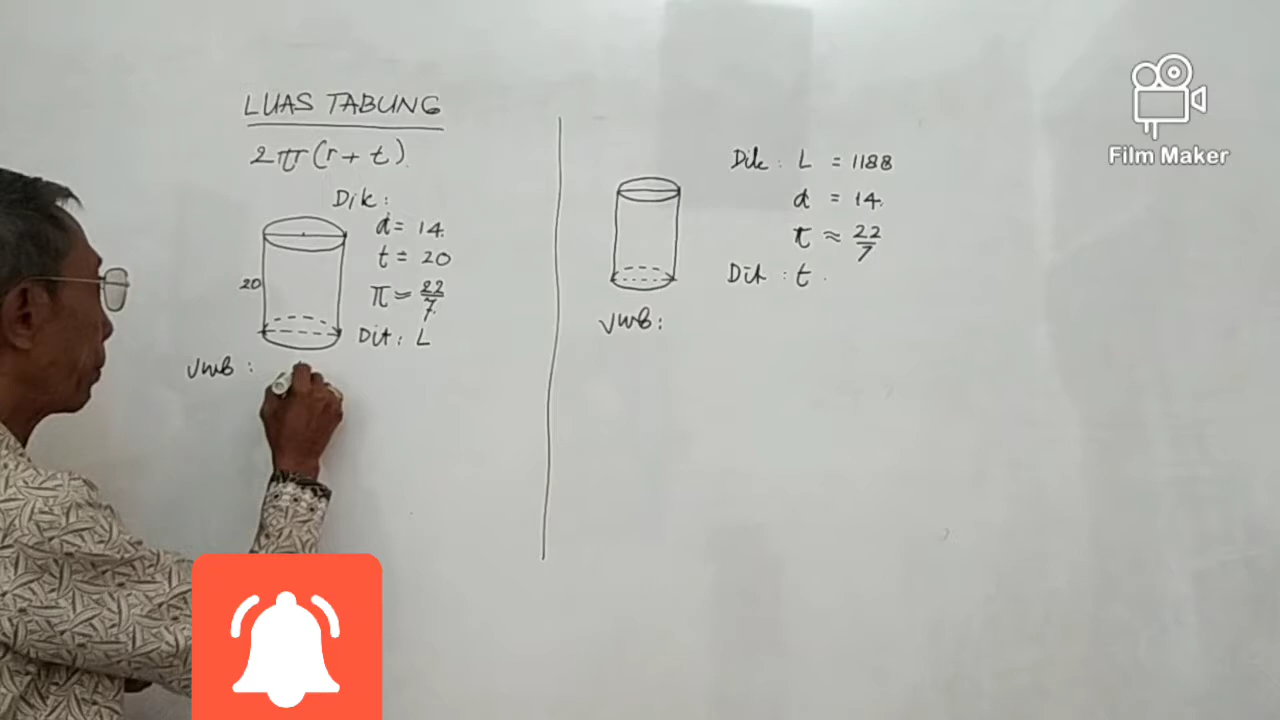 LUAS TABUNG
2πr(r+t)
Dik:
d = 14.
t = 20
20
π ≈ 22/7.
Dit: L
Jwb :
Dik : L = 1188
d = 14.
π ≈ 22/7
Dit : t.
Jwb :
Film Maker